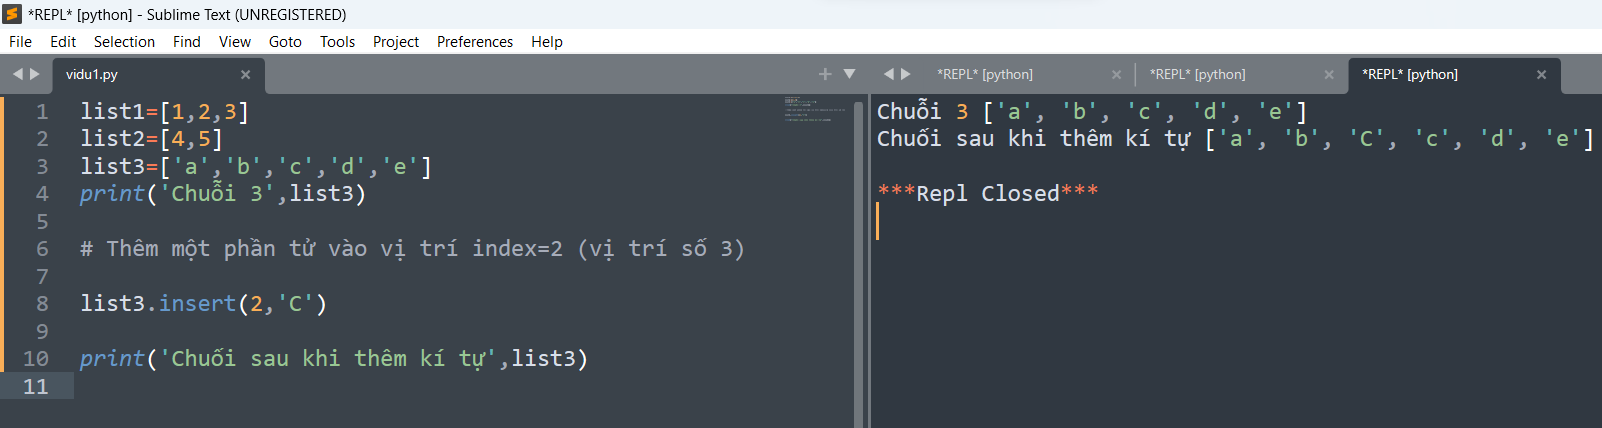 *REPL* [python] - Sublime Text (UNREGISTERED)
File Edit Selection Find View Goto Tools Project Preferences Help
vidu1.py
1 list1=[1,2,3]
2 list2=[4,5]
3 list3=['a','b','c','d','e']
4 print('Chuỗi 3',list3)
5
6 # Thêm một phần tử vào vị trí index=2 (vị trí số 3)
7
8 list3.insert(2,'C')
9
10 print('Chuối sau khi thêm kí tự',list3)
11
*REPL* [python] *REPL* [python] *REPL* [python]
Chuỗi 3 ['a', 'b', 'c', 'd', 'e']
Chuối sau khi thêm kí tự ['a', 'b', 'C', 'c', 'd', 'e']
***Repl Closed***